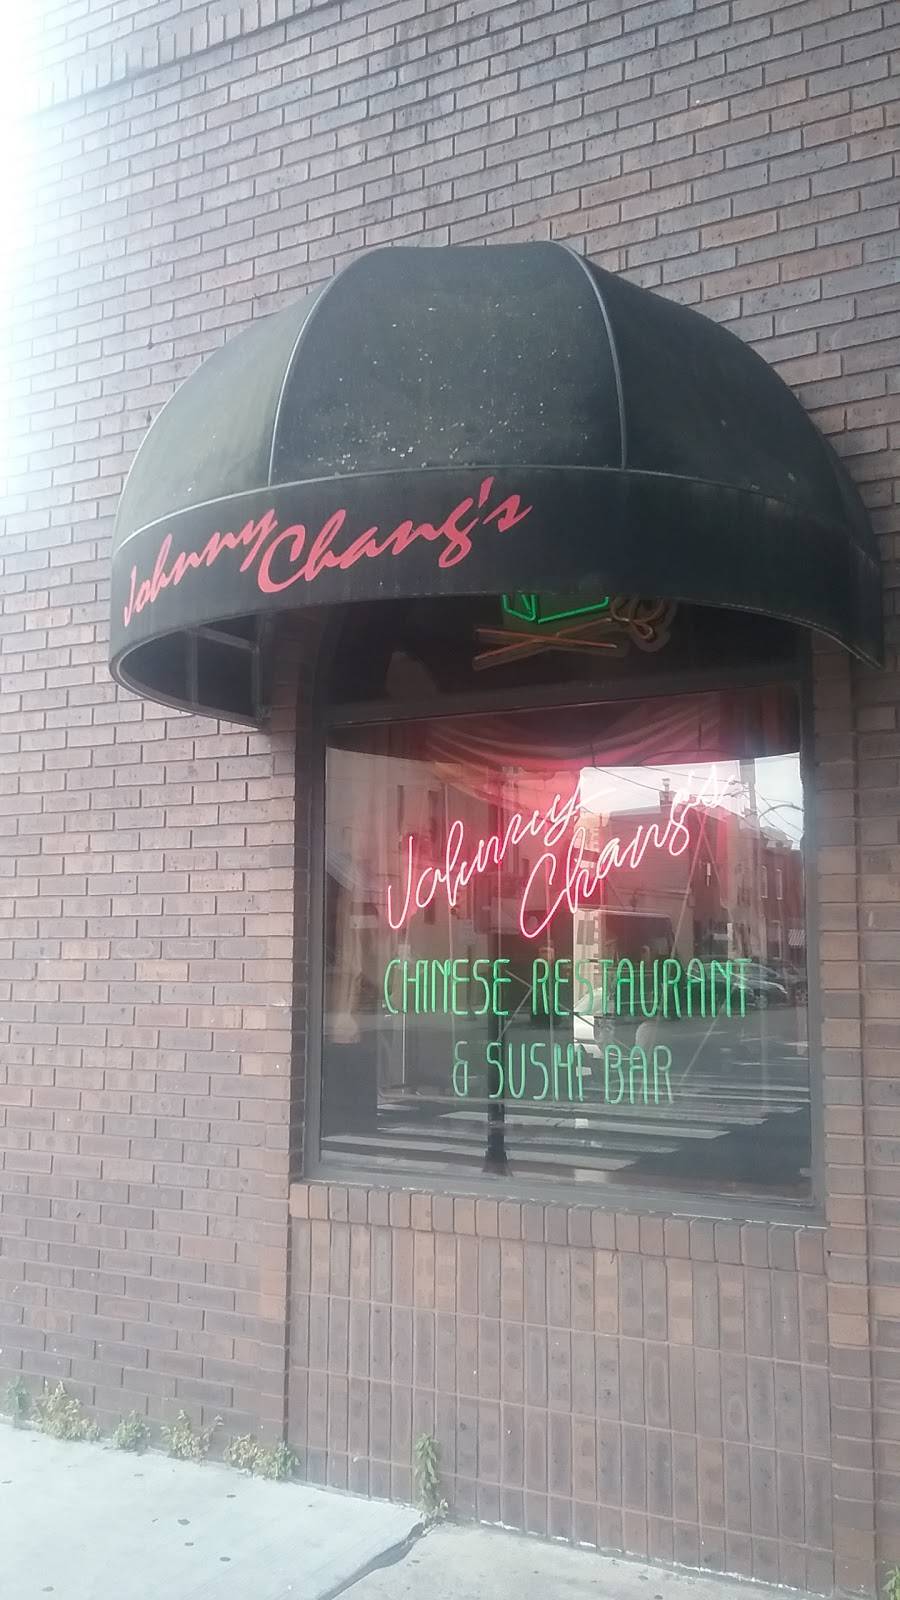 Johnny Chang's
Johnny Chang's
CHINESE RESTAURANT
& SUSHI BAR